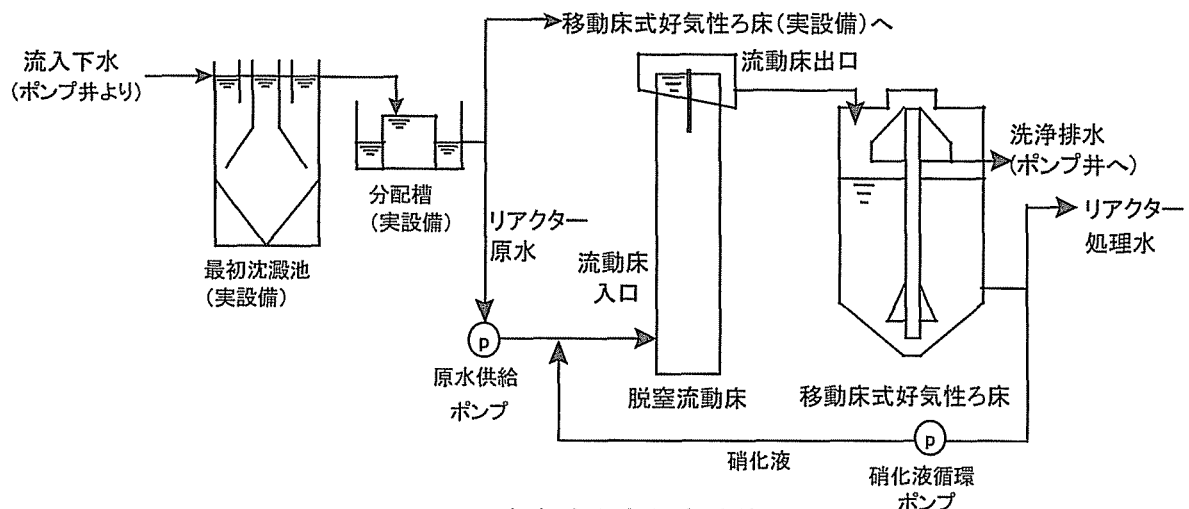 移動床式好気性ろ床(実設備)へ
流入下水
(ポンプ井より)
流動床出口
洗浄排水
(ポンプ井へ)
分配槽
(実設備)
リアクター
原水
リアクター
処理水
流動床
入口
最初沈澱池
(実設備)
p
原水供給
ポンプ
脱窒流動床
移動床式好気性ろ床
p
硝化液
硝化液循環
ポンプ